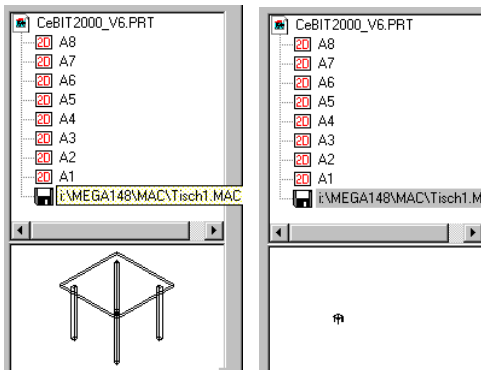 CeBIT2000_V6.PRT
2D A8
2D A7
2D A6
2D A5
2D A4
2D A3
2D A2
2D A1
i:\MEGA148\MAC\Tisch1.MAC
CeBIT2000_V6.PRT
2D A8
2D A7
2D A6
2D A5
2D A4
2D A3
2D A2
2D A1
i:\MEGA148\MAC\Tisch1.M